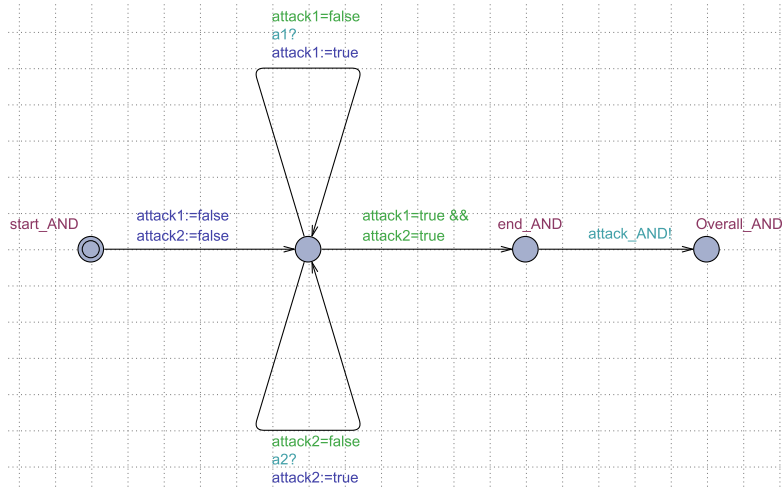 attack1=false
a1?
attack1:=true
start_AND
attack1:=false
attack2:=false
attack1=true &&
attack2=true
end_AND
attack_AND!
Overall_AND
attack2=false
a2?
attack2:=true